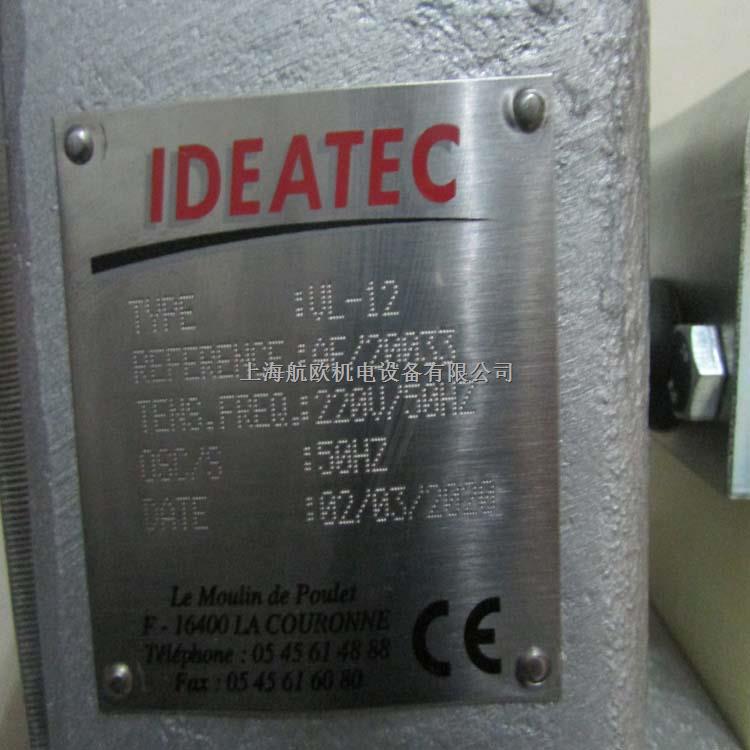 IDEATEC
TYPE :VL-12
REFERENCE :AF/20033
上海航欧机电设备有限公司
TENS.FREQ.:220V/50HZ
OSC/S :50HZ
DATE :02/03/2020
Le Moulin de Poulet
F - 16400 LA COURONNE
Téléphone : 05 45 61 48 88
Fax : 05 45 61 60 80
CE